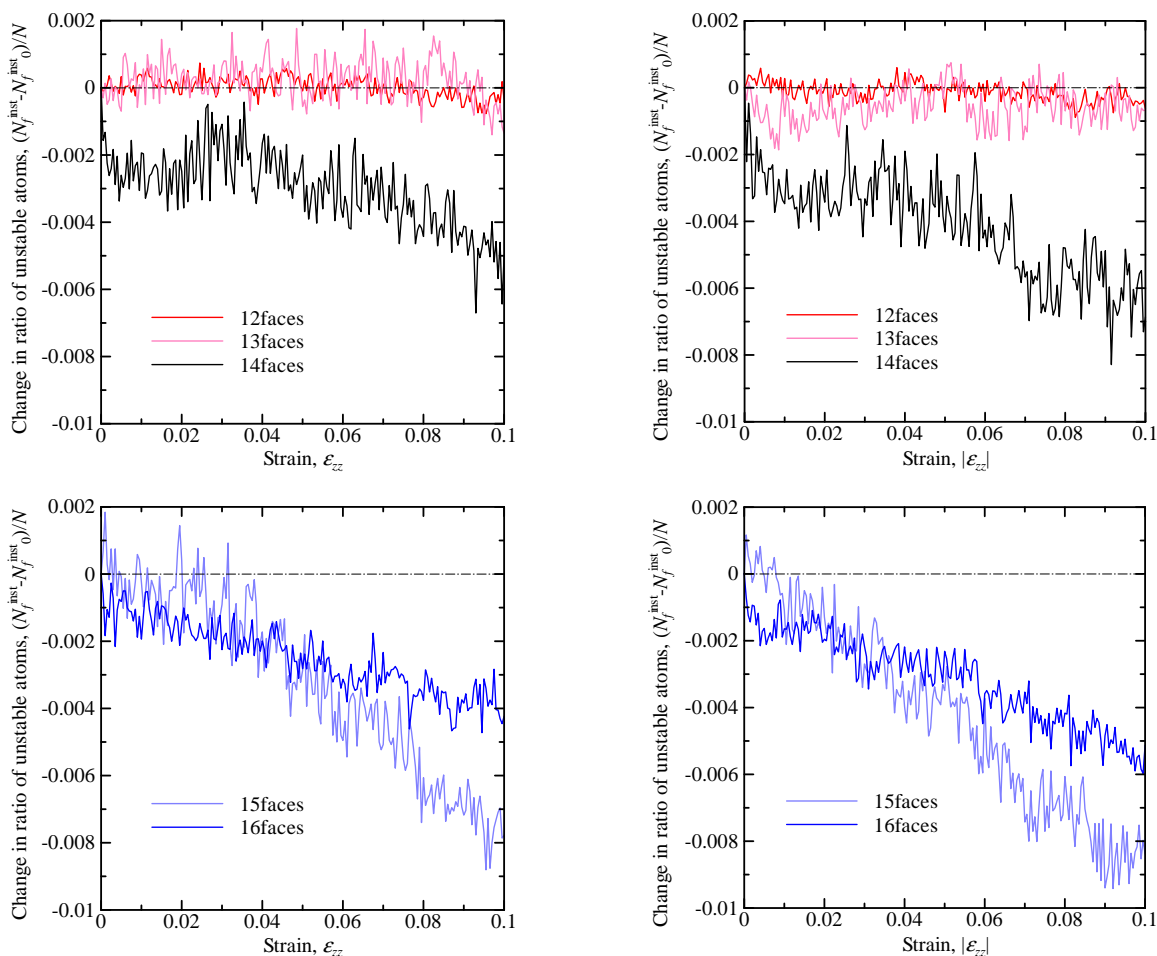 Change in ratio of unstable atoms, (N_f^inst-N_f^inst_0)/N
0.002
0
-0.002
-0.004
-0.006
-0.008
-0.01
12faces
13faces
14faces
0 0.02 0.04 0.06 0.08 0.1
Strain, ε_zz
Change in ratio of unstable atoms, (N_f^inst-N_f^inst_0)/N
0.002
0
-0.002
-0.004
-0.006
-0.008
-0.01
12faces
13faces
14faces
0 0.02 0.04 0.06 0.08 0.1
Strain, |ε_zz|
Change in ratio of unstable atoms, (N_f^inst-N_f^inst_0)/N
0.002
0
-0.002
-0.004
-0.006
-0.008
-0.01
15faces
16faces
0 0.02 0.04 0.06 0.08 0.1
Strain, ε_zz
Change in ratio of unstable atoms, (N_f^inst-N_f^inst_0)/N
0.002
0
-0.002
-0.004
-0.006
-0.008
-0.01
15faces
16faces
0 0.02 0.04 0.06 0.08 0.1
Strain, |ε_zz|